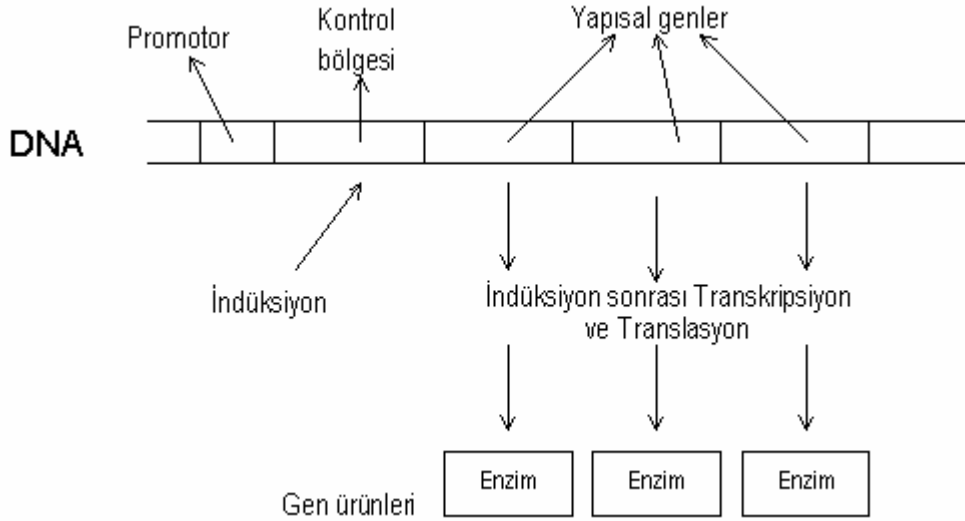 Promotor
Kontrol
bölgesi
Yapısal genler
DNA
İndüksiyon
İndüksiyon sonrası Transkripsiyon
ve Translasyon
Enzim
Enzim
Enzim
Gen ürünleri